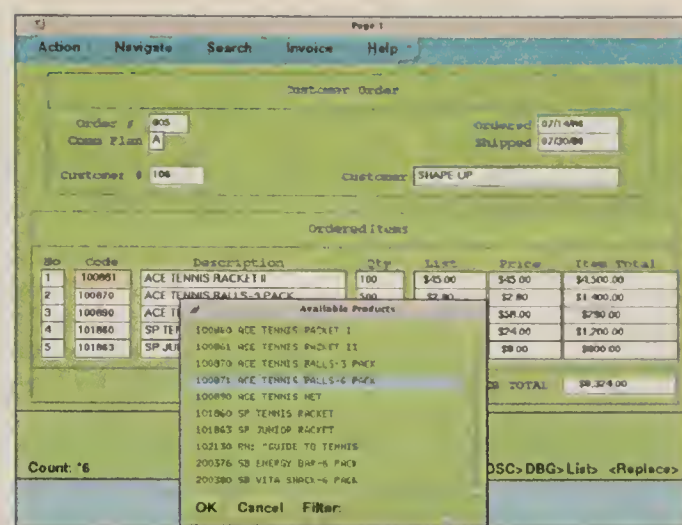 Page 1
Action Navigate Search Invoice Help
Customer Order
Order # 605 Ordered 07/14/86
Comm Plan A Shipped 07/30/86
Customer # 106 Customer SHAPE UP
Ordered Items
No Code Description Qty List Price Item Total
1 100861 ACE TENNIS RACKET II 100 $45.00 $45.00 $4,500.00
2 100870 ACE TENNIS BALLS-3 PACK 500 $2.80 $2.80 $1,400.00
3 100890 ACE $58.00 $290.00
4 101860 SP $24.00 $1,200.00
5 101863 SP $8.00 $800.00
TOTAL $8,324.00
Available Products
100860 ACE TENNIS RACKET I
100861 ACE TENNIS RACKET II
100870 ACE TENNIS BALLS-3 PACK
100871 ACE TENNIS BALLS-6 PACK
100890 ACE TENNIS NET
101860 SP TENNIS RACKET
101863 SP JUNIOR RACKET
102130 RH: "GUIDE TO TENNIS
200376 SB ENERGY BAR-6 PACK
200380 SB VITA SNACK-6 PACK
OK Cancel Filter:
Count: *6 OSC> DBG> List> <Replace>